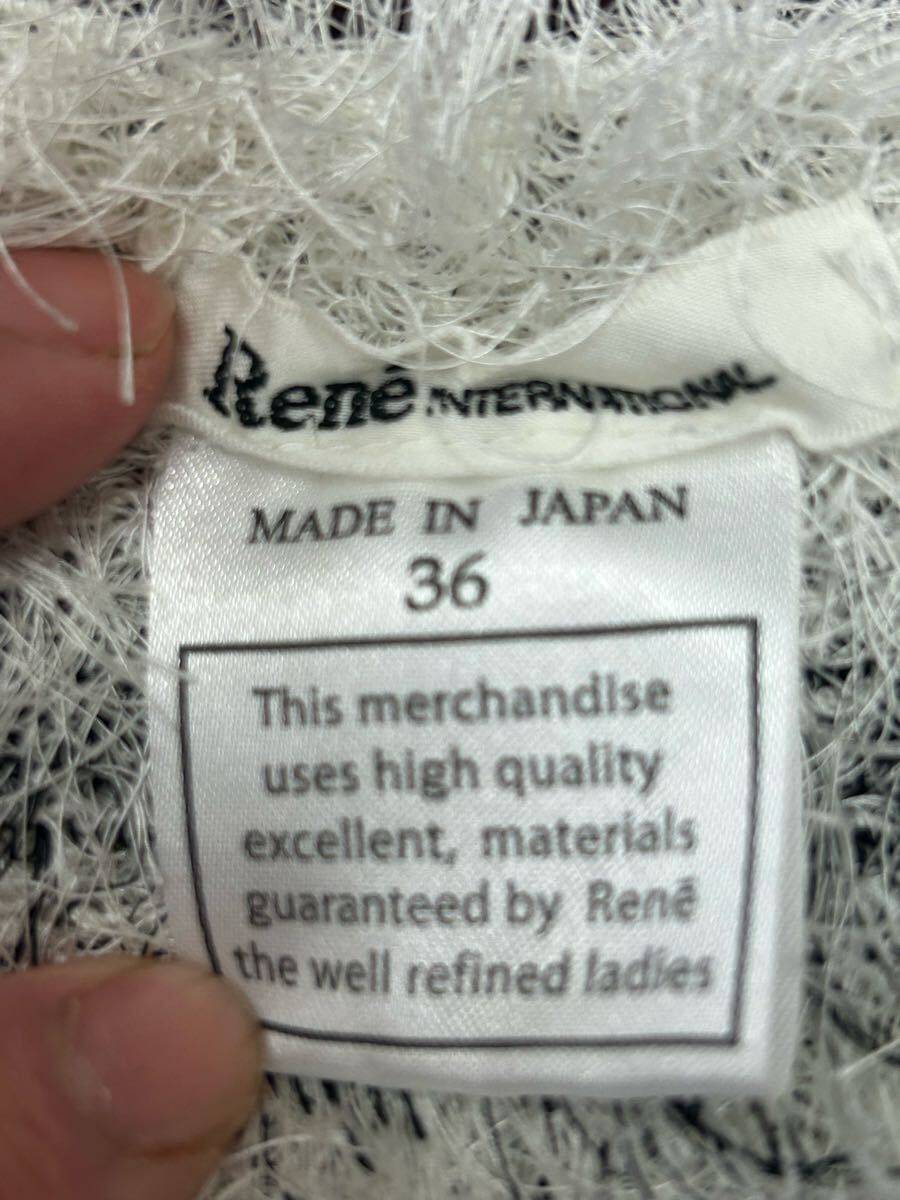 René INTERNATIONAL
MADE IN JAPAN
36
This merchandise
uses high quality
excellent, materials
guaranteed by René
the well refined ladies